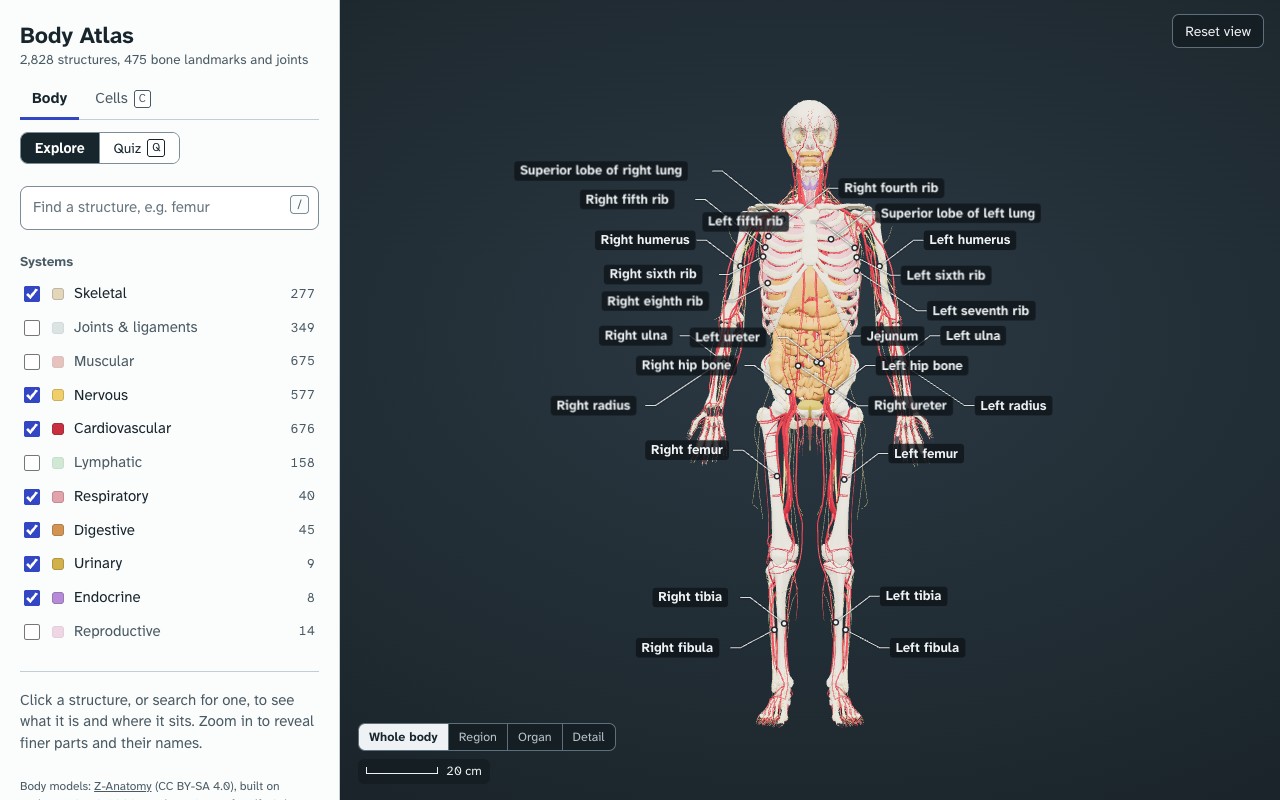 Body Atlas
2,828 structures, 475 bone landmarks and joints
Body
Cells C
Explore
Quiz Q
Find a structure, e.g. femur /
Systems
Skeletal 277
Joints & ligaments 349
Muscular 675
Nervous 577
Cardiovascular 676
Lymphatic 158
Respiratory 40
Digestive 45
Urinary 9
Endocrine 8
Reproductive 14
Click a structure, or search for one, to see
what it is and where it sits. Zoom in to reveal
finer parts and their names.
Body models: Z-Anatomy (CC BY-SA 4.0), built on
Reset view
Superior lobe of right lung
Right fourth rib
Right fifth rib
Superior lobe of left lung
Left fifth rib
Right humerus
Left humerus
Right sixth rib
Left sixth rib
Right eighth rib
Left seventh rib
Right ulna
Left ureter
Jejunum
Left ulna
Right hip bone
Left hip bone
Right radius
Right ureter
Left radius
Right femur
Left femur
Right tibia
Left tibia
Right fibula
Left fibula
Whole body
Region
Organ
Detail
20 cm